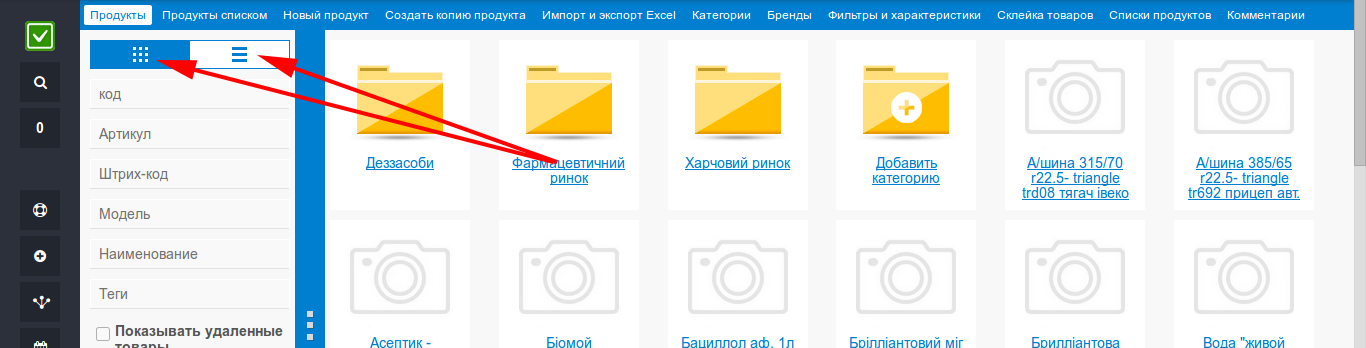 Продукты Продукты списком Новый продукт Создать копию продукта Импорт и экспорт Excel Категории Бренды Фильтры и характеристики Склейка товаров Списки продуктов Комментарии
0
код
Артикул
Штрих-код
Модель
Наименование
Теги
Показывать удаленные
товары
Деззасоби
Фармацевтичний
ринок
Харчовий ринок
Добавить
категорию
А/шина 315/70
r22.5- triangle
trd08 тягач івеко
А/шина 385/65
r22.5- triangle
tr692 прицеп авт.
Асептик -
Біомой
Бациллол аф. 1л
Бріллiантовий міг
Бриллiантова
Вода "живой